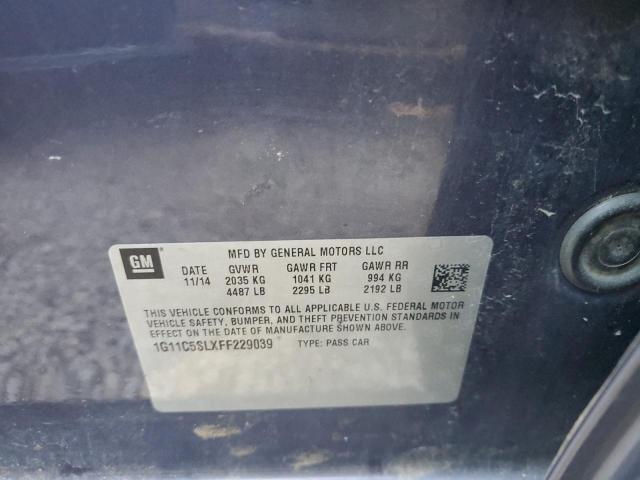 GM
MFD BY GENERAL MOTORS LLC
DATE GVWR GAWR FRT GAWR RR
11/14 2035 KG 1041 KG 994 KG
4487 LB 2295 LB 2192 LB
THIS VEHICLE CONFORMS TO ALL APPLICABLE U.S. FEDERAL MOTOR
VEHICLE SAFETY, BUMPER, AND THEFT PREVENTION STANDARDS IN
EFFECT ON THE DATE OF MANUFACTURE SHOWN ABOVE.
1G11C5SLXFF229039 TYPE: PASS CAR